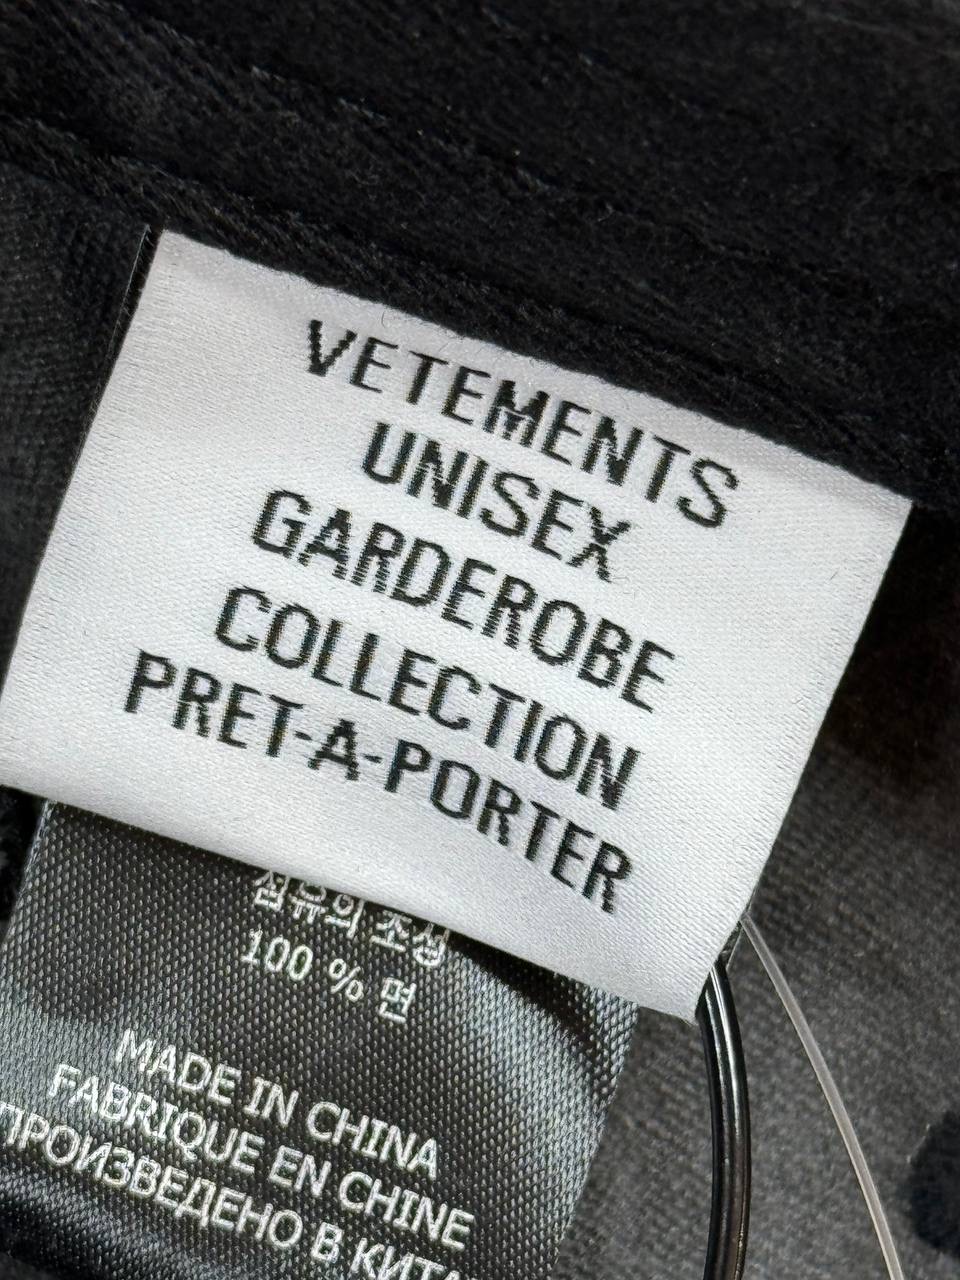 VETEMENTS
UNISEX
GARDEROBE
COLLECTION
PRET-A-PORTER
섬유의 조성
100 % 면
MADE IN CHINA
FABRIQUE EN CHINE
ПРОИЗВЕДЕНО В